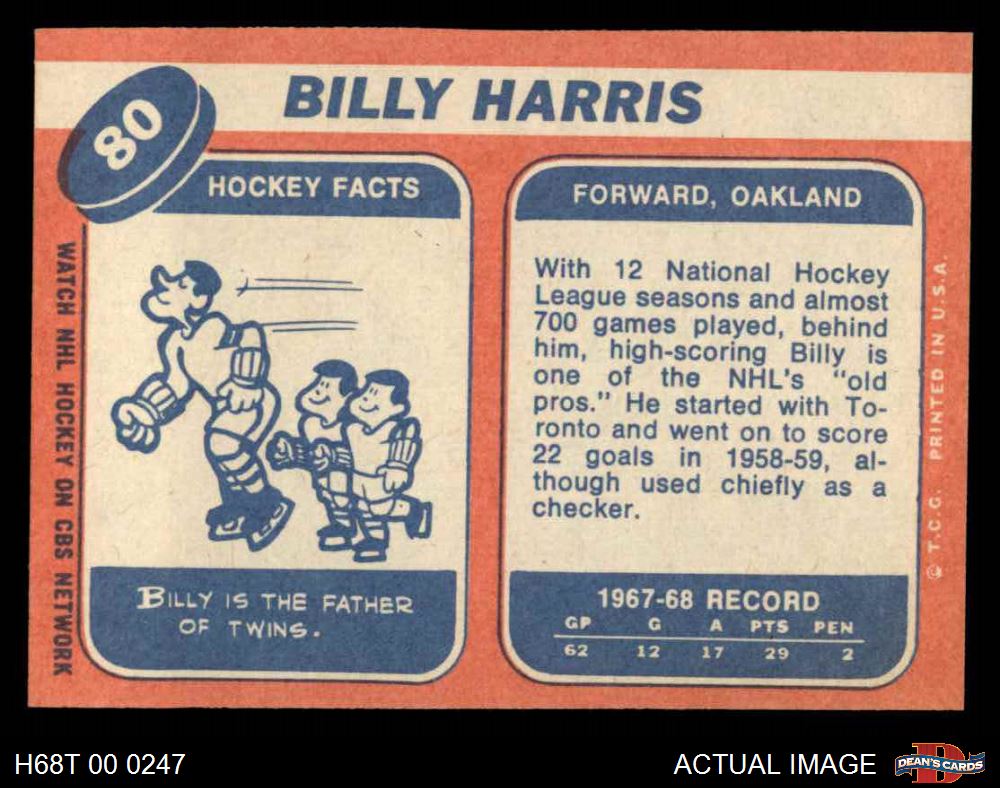 BILLY HARRIS
80
HOCKEY FACTS
BILLY IS THE FATHER
OF TWINS.
WATCH NHL HOCKEY ON CBS NETWORK
FORWARD, OAKLAND
With 12 National Hockey
League seasons and almost
700 games played, behind
him, high-scoring Billy is
one of the NHL's "old
pros." He started with To-
ronto and went on to score
22 goals in 1958-59, al-
though used chiefly as a
checker.
1967-68 RECORD
GP G A PTS PEN
62 12 17 29 2
© T.C.G. PRINTED IN U.S.A.
H68T 00 0247
ACTUAL IMAGE
D
DEAN'S CARDS